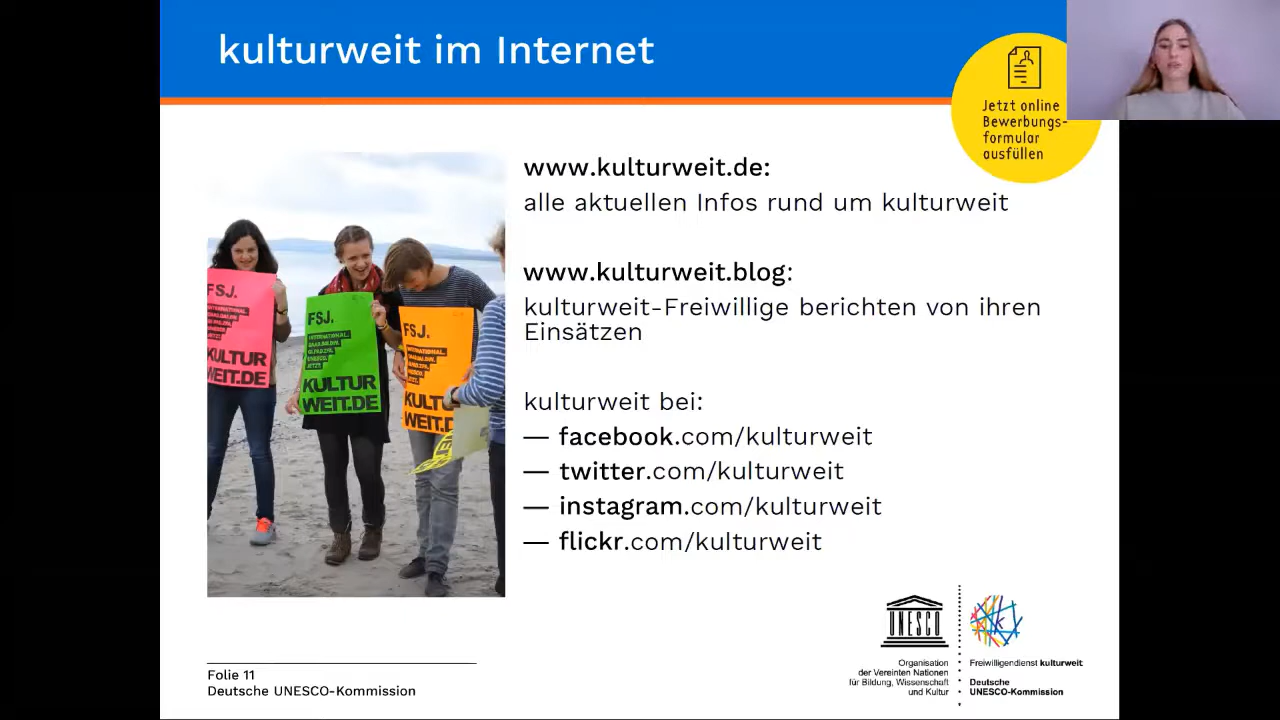 kulturweit im Internet
Jetzt online
Bewerbungs-
formular
ausfüllen
www.kulturweit.de:
alle aktuellen Infos rund um kulturweit
www.kulturweit.blog:
kulturweit-Freiwillige berichten von ihren
Einsätzen
kulturweit bei:
— facebook.com/kulturweit
— twitter.com/kulturweit
— instagram.com/kulturweit
— flickr.com/kulturweit
FSJ.
KULTUR
WEIT.DE
FSJ.
INTERNATIONAL.
KULTUR
WEIT.DE
FSJ.
INTERNATIONAL.
Folie 11
Deutsche UNESCO-Kommission
UNESCO
Organisation
der Vereinten Nationen
für Bildung, Wissenschaft
und Kultur
k
Freiwilligendienst kulturweit
Deutsche
UNESCO-Kommission